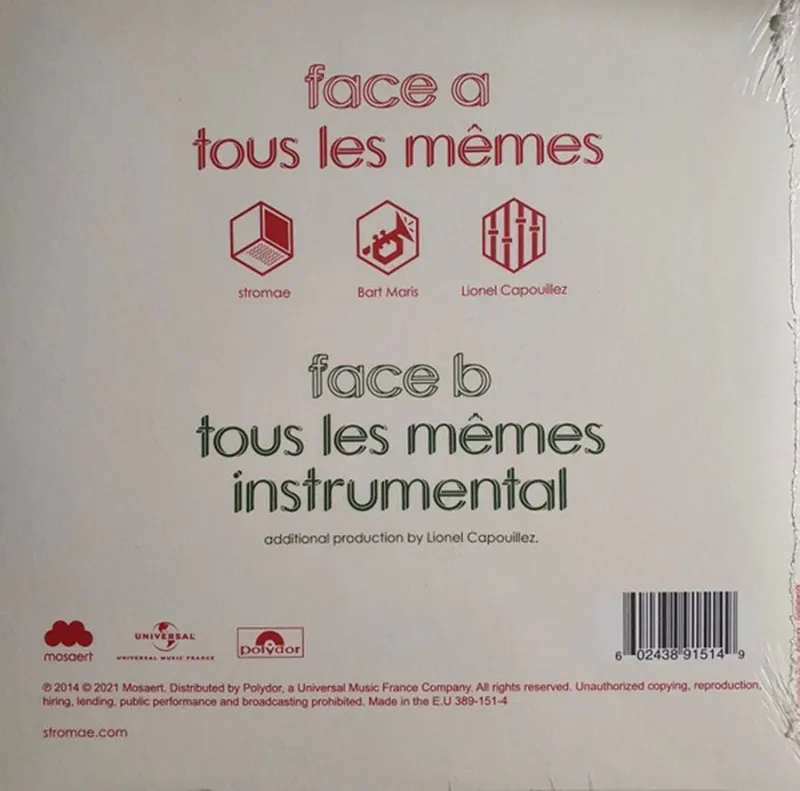 face a
tous les mêmes
stromae
Bart Maris
Lionel Capouillez
face b
tous les mêmes
instrumental
additional production by Lionel Capouillez.
mosaert
UNIVERSAL
UNIVERSAL MUSIC FRANCE
polydor
6 02438 91514 9
℗ 2014 © 2021 Mosaert. Distributed by Polydor, a Universal Music France Company. All rights reserved. Unauthorized copying, reproduction,
hiring, lending, public performance and broadcasting prohibited. Made in the E.U 389-151-4
stromae.com